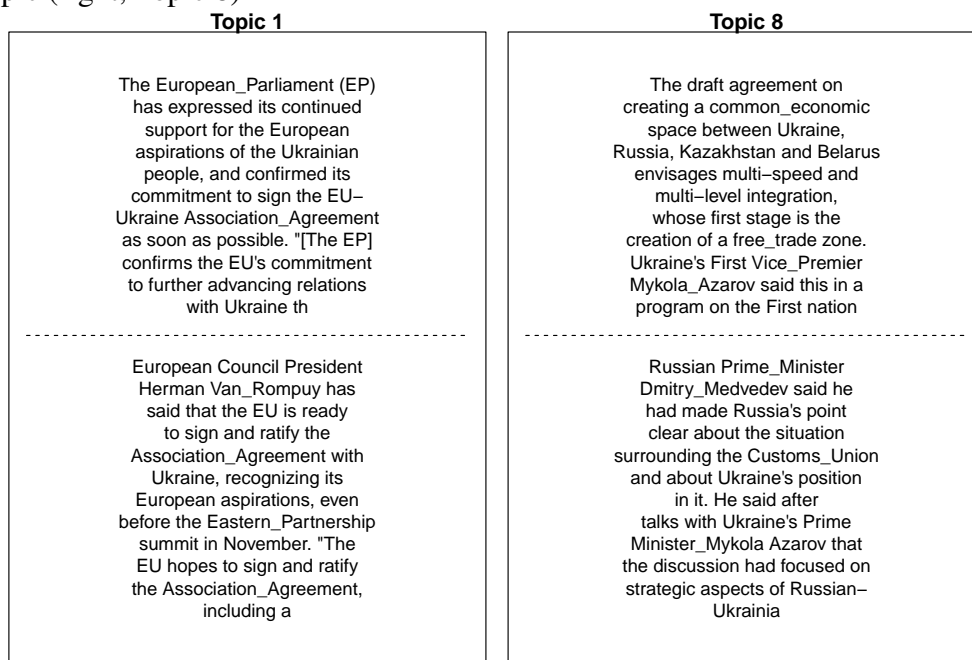 Topic 1
The European_Parliament (EP)
has expressed its continued
support for the European
aspirations of the Ukrainian
people, and confirmed its
commitment to sign the EU−
Ukraine Association_Agreement
as soon as possible. "[The EP]
confirms the EU's commitment
to further advancing relations
with Ukraine th
European Council President
Herman Van_Rompuy has
said that the EU is ready
to sign and ratify the
Association_Agreement with
Ukraine, recognizing its
European aspirations, even
before the Eastern_Partnership
summit in November. "The
EU hopes to sign and ratify
the Association_Agreement,
including a
Topic 8
The draft agreement on
creating a common_economic
space between Ukraine,
Russia, Kazakhstan and Belarus
envisages multi−speed and
multi−level integration,
whose first stage is the
creation of a free_trade zone.
Ukraine's First Vice_Premier
Mykola_Azarov said this in a
program on the First nation
Russian Prime_Minister
Dmitry_Medvedev said he
had made Russia's point
clear about the situation
surrounding the Customs_Union
and about Ukraine's position
in it. He said after
talks with Ukraine's Prime
Minister_Mykola Azarov that
the discussion had focused on
strategic aspects of Russian−
Ukrainia